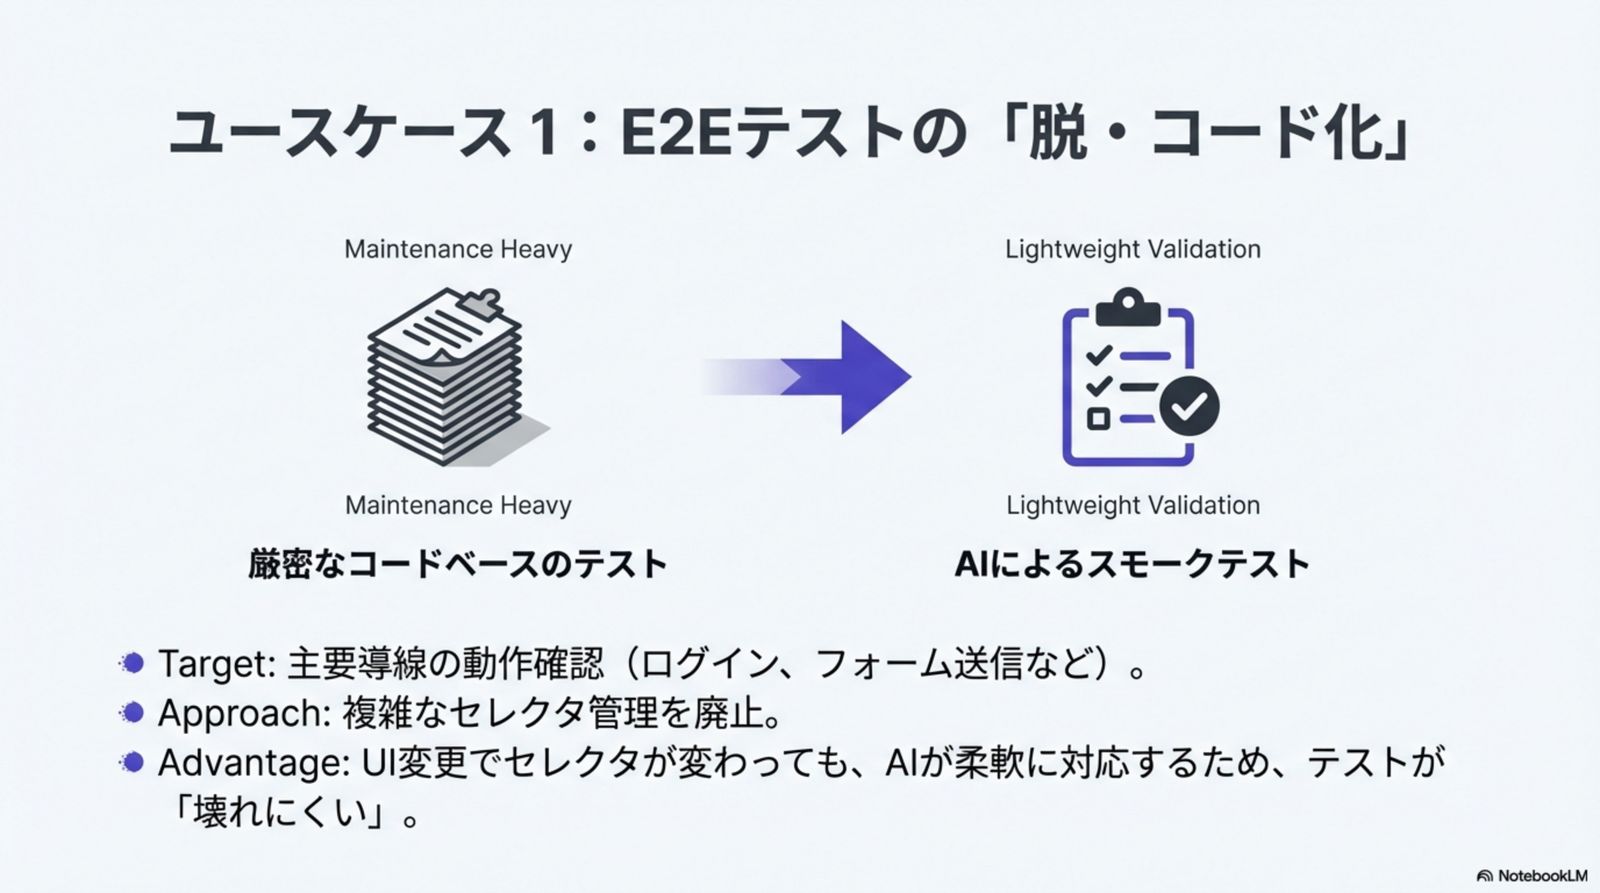 ユースケース 1：E2Eテストの「脱・コード化」
Maintenance Heavy
Lightweight Validation
Maintenance Heavy
Lightweight Validation
厳密なコードベースのテスト
AIによるスモークテスト
Target: 主要導線の動作確認（ログイン、フォーム送信など）。
Approach: 複雑なセレクタ管理を廃止。
Advantage: UI変更でセレクタが変わっても、AIが柔軟に対応するため、テストが
「壊れにくい」。
NotebookLM